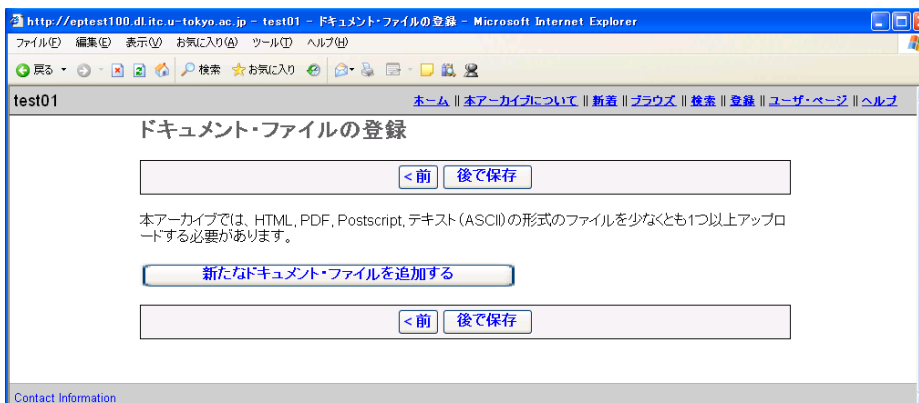 http://eptest100.dl.itc.u-tokyo.ac.jp - test01 - ドキュメント・ファイルの登録 - Microsoft Internet Explorer
ファイル(F) 編集(E) 表示(V) お気に入り(A) ツール(T) ヘルプ(H)
戻る 検索 お気に入り
test01 ホーム || 本アーカイブについて || 新着 || ブラウズ || 検索 || 登録 || ユーザ・ページ || ヘルプ
ドキュメント・ファイルの登録
<前 後で保存
本アーカイブでは、HTML, PDF, Postscript, テキスト(ASCII)の形式のファイルを少なくとも1つ以上アップロ
ードする必要があります。
新たなドキュメント・ファイルを追加する
<前 後で保存
Contact Information